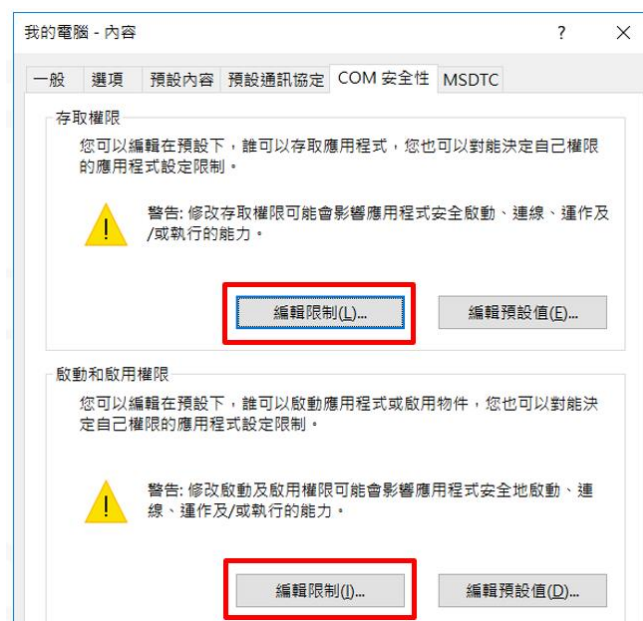 我的電腦 - 內容
?
一般 選項 預設內容 預設通訊協定 COM 安全性 MSDTC
存取權限
您可以編輯在預設下，誰可以存取應用程式，您也可以對能決定自己權限
的應用程式設定限制。
警告: 修改存取權限可能會影響應用程式安全啟動、連線、運作及
/或執行的能力。
編輯限制(L)... 編輯預設值(E)...
啟動和啟用權限
您可以編輯在預設下，誰可以啟動應用程式或啟用物件，您也可以對能決
定自己權限的應用程式設定限制。
警告: 修改啟動及啟用權限可能會影響應用程式安全地啟動、連
線、運作及/或執行的能力。
編輯限制(I)... 編輯預設值(D)...